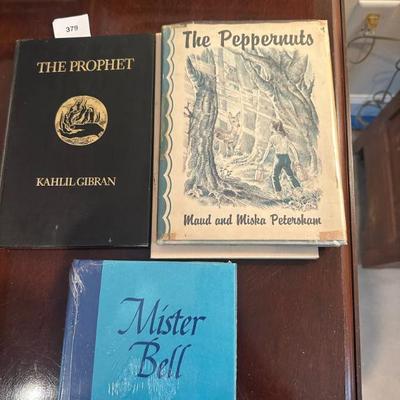 379
THE PROPHET
KAHLIL GIBRAN
The Peppernuts
Maud and Miska Petersham
Mister
Bell